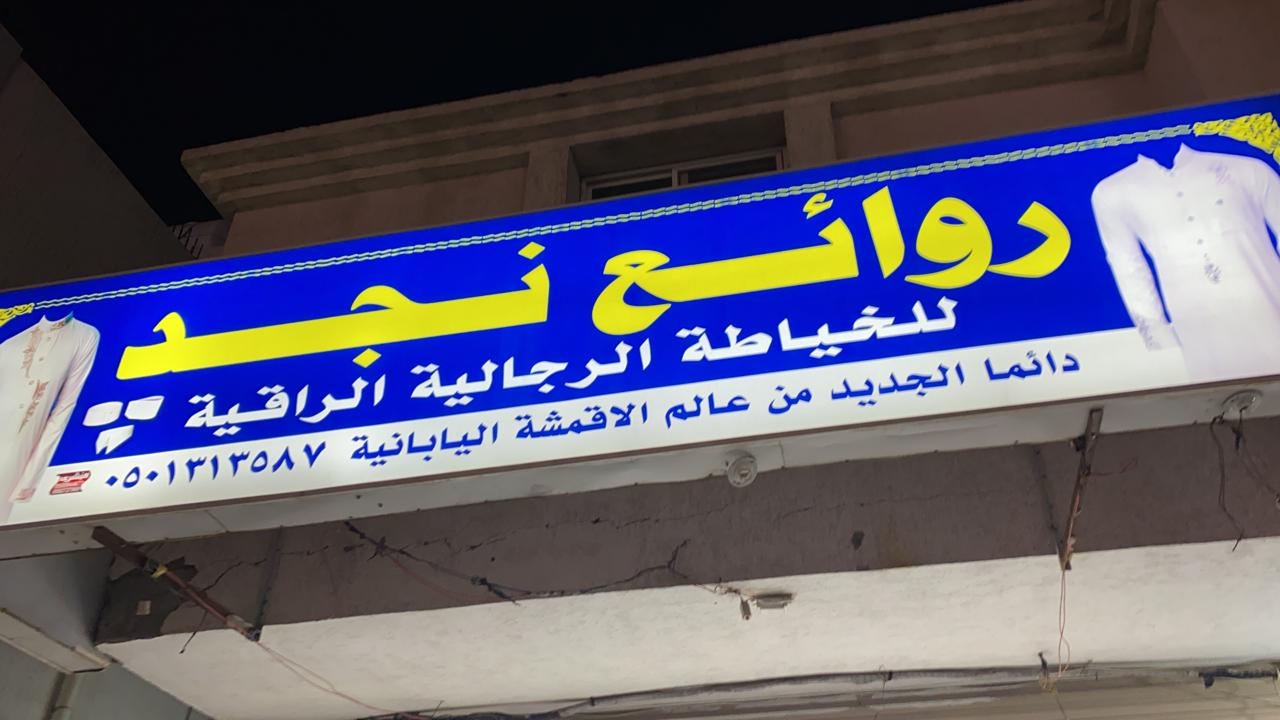 روائع نجد
للخياطة الرجالية الراقية
دائما الجديد من عالم الاقمشة اليابانية ٠٥٠١٣١٣٥٨٧